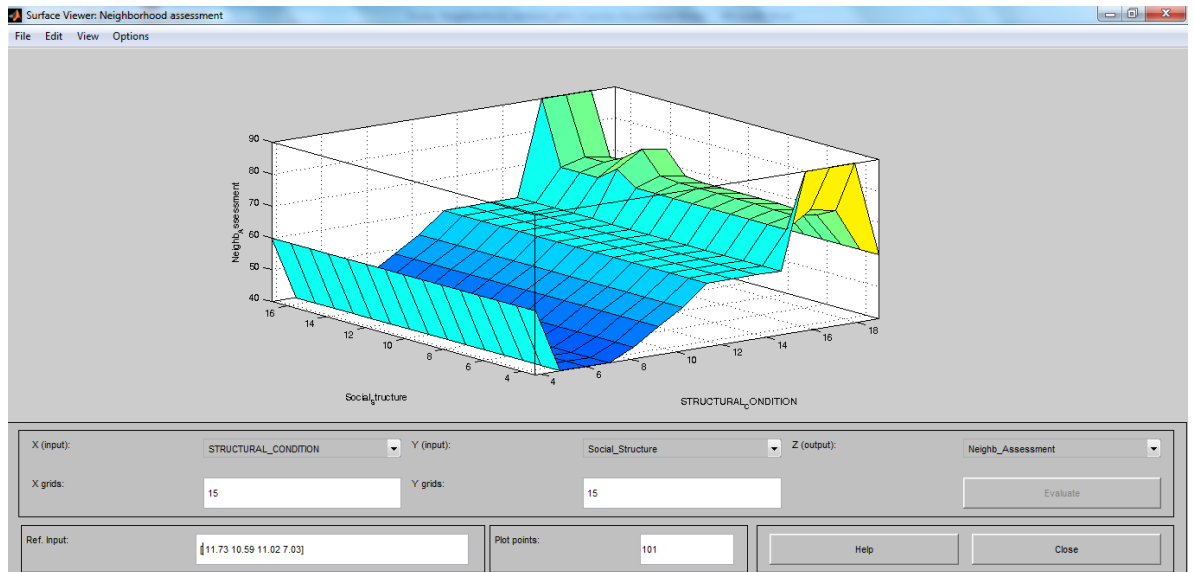 Surface Viewer: Neighborhood assessment
File Edit View Options
90
80
70
60
50
40
Neighb_Assessment
16
14
12
10
8
6
4
Social_structure
4
6
8
10
12
14
16
18
STRUCTURAL_CONDITION
X (input): STRUCTURAL_CONDITION Y (input): Social_Structure Z (output): Neighb_Assessment
X grids: 15 Y grids: 15 Evaluate
Ref. Input: [ 11.73 10.59 11.02 7.03] Plot points: 101 Help Close